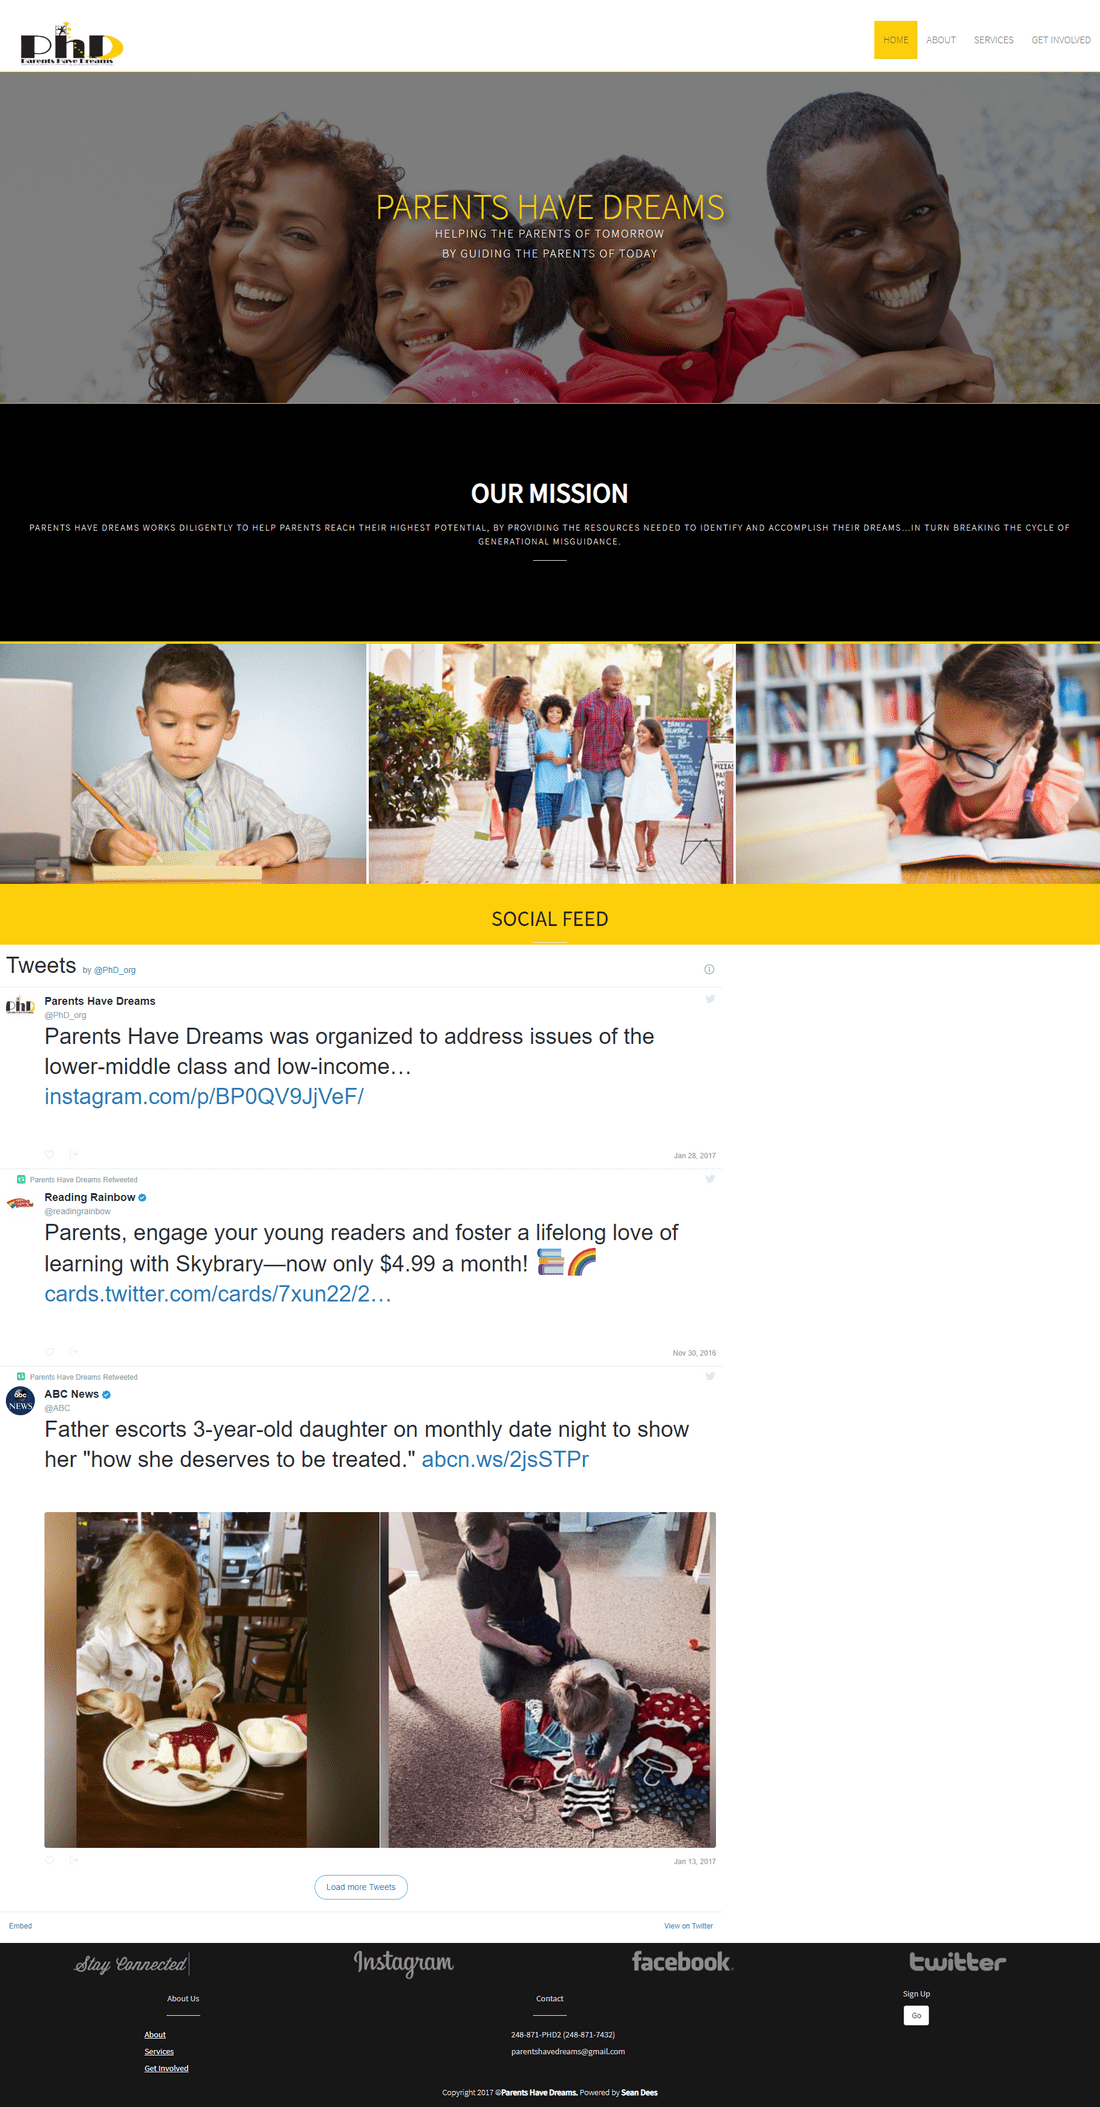 PhD
Parents Have Dreams
HOME ABOUT SERVICES GET INVOLVED
PARENTS HAVE DREAMS
HELPING THE PARENTS OF TOMORROW
BY GUIDING THE PARENTS OF TODAY
OUR MISSION
PARENTS HAVE DREAMS WORKS DILIGENTLY TO HELP PARENTS REACH THEIR HIGHEST POTENTIAL, BY PROVIDING THE RESOURCES NEEDED TO IDENTIFY AND ACCOMPLISH THEIR DREAMS...IN TURN BREAKING THE CYCLE OF
GENERATIONAL MISGUIDANCE.
PIZZA
SOCIAL FEED
Tweets by @PhD_org
PhD
Parents Have Dreams
@PhD_org
Parents Have Dreams was organized to address issues of the
lower-middle class and low-income…
instagram.com/p/BP0QV9JjVeF/
Jan 28, 2017
Parents Have Dreams Retweeted
Reading Rainbow
@readingrainbow
Parents, engage your young readers and foster a lifelong love of
learning with Skybrary—now only $4.99 a month! 📚🌈
cards.twitter.com/cards/7xun22/2…
Nov 30, 2016
Parents Have Dreams Retweeted
abc NEWS
ABC News
@ABC
Father escorts 3-year-old daughter on monthly date night to show
her "how she deserves to be treated." abcn.ws/2jsSTPr
Jan 13, 2017
Load more Tweets
Embed View on Twitter
Stay Connected Instagram facebook. twitter
About Us
About
Services
Get Involved
Contact
248-871-PHD2 (248-871-7432)
parentshavedreams@gmail.com
Sign Up
Go
Copyright 2017 ©Parents Have Dreams. Powered by Sean Dees